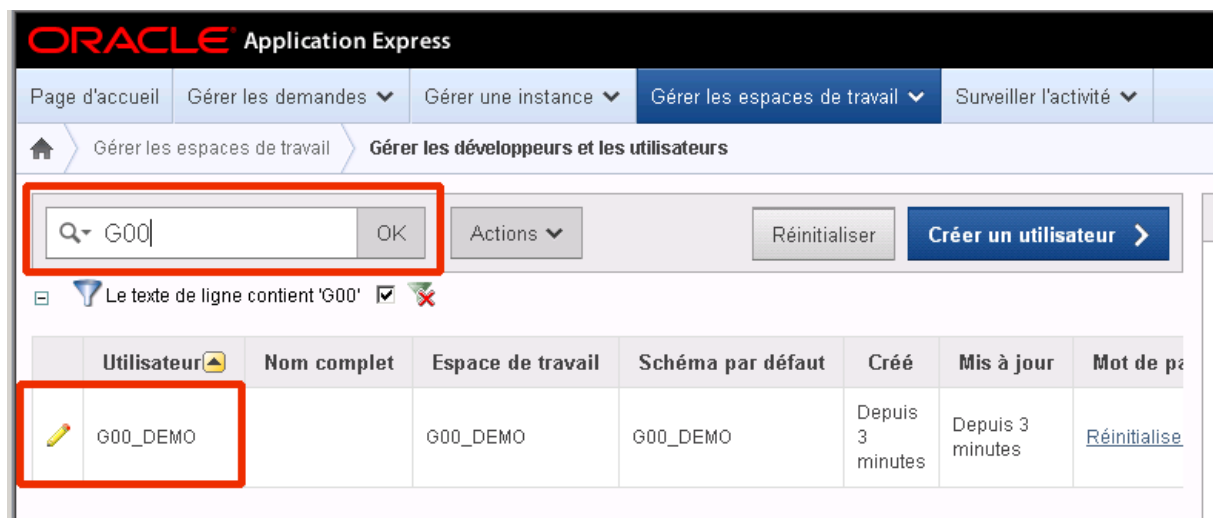 ORACLE Application Express
Page d'accueil Gérer les demandes Gérer une instance Gérer les espaces de travail Surveiller l'activité
Gérer les espaces de travail Gérer les développeurs et les utilisateurs
G00 OK Actions Réinitialiser Créer un utilisateur
Le texte de ligne contient 'G00'
Utilisateur Nom complet Espace de travail Schéma par défaut Créé Mis à jour Mot de pa
G00_DEMO G00_DEMO G00_DEMO Depuis 3 minutes Depuis 3 minutes Réinitialise